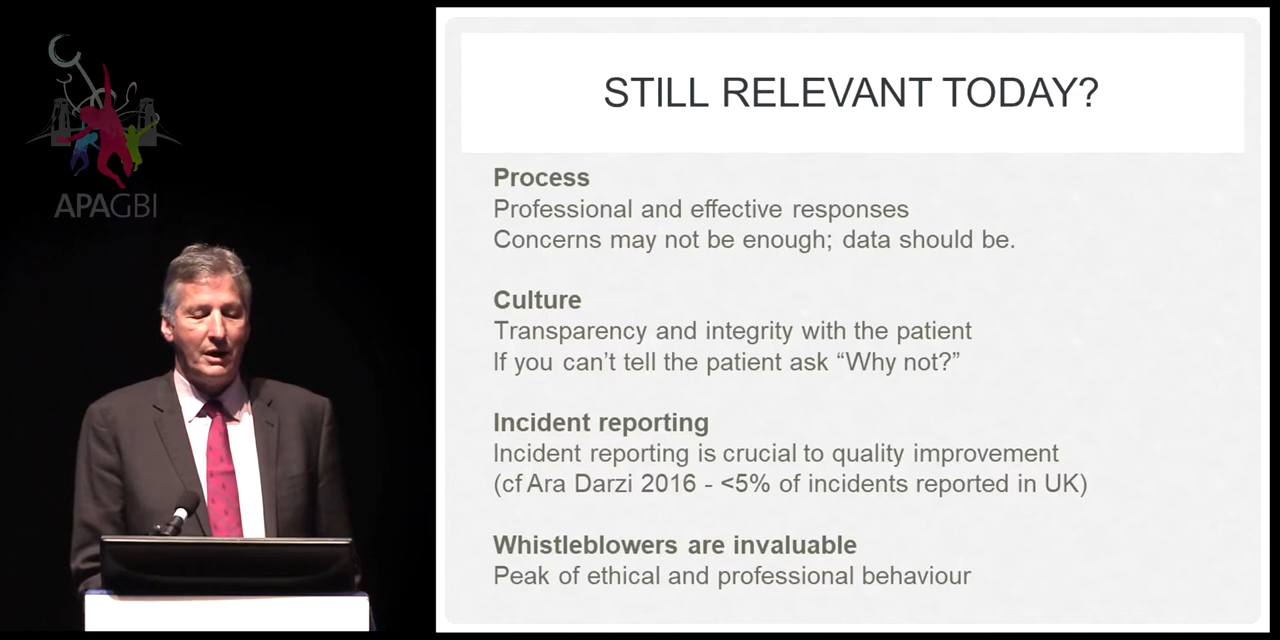 APAGBI
STILL RELEVANT TODAY?
Process
Professional and effective responses
Concerns may not be enough; data should be.
Culture
Transparency and integrity with the patient
If you can’t tell the patient ask “Why not?”
Incident reporting
Incident reporting is crucial to quality improvement
(cf Ara Darzi 2016 - <5% of incidents reported in UK)
Whistleblowers are invaluable
Peak of ethical and professional behaviour